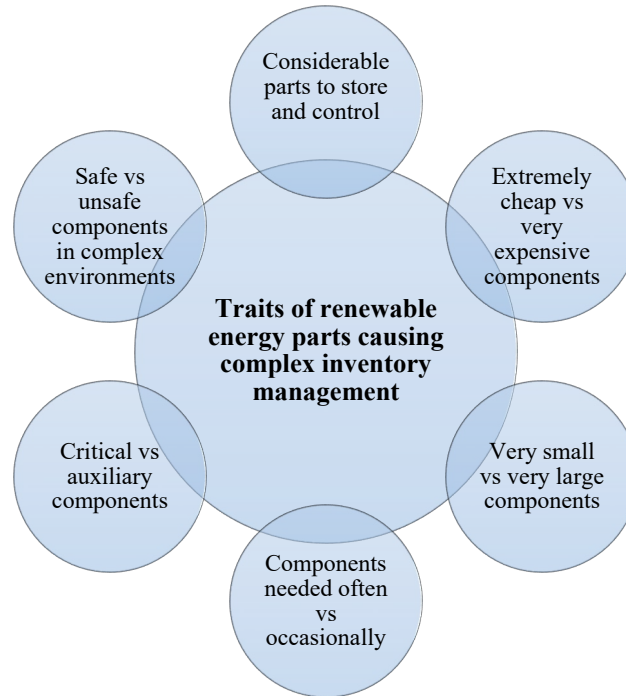 Considerable
parts to store
and control
Extremely
cheap vs
very
expensive
components
Very small
vs very large
components
Components
needed often
vs
occasionally
Critical vs
auxiliary
components
Safe vs
unsafe
components
in complex
environments
Traits of renewable
energy parts causing
complex inventory
management